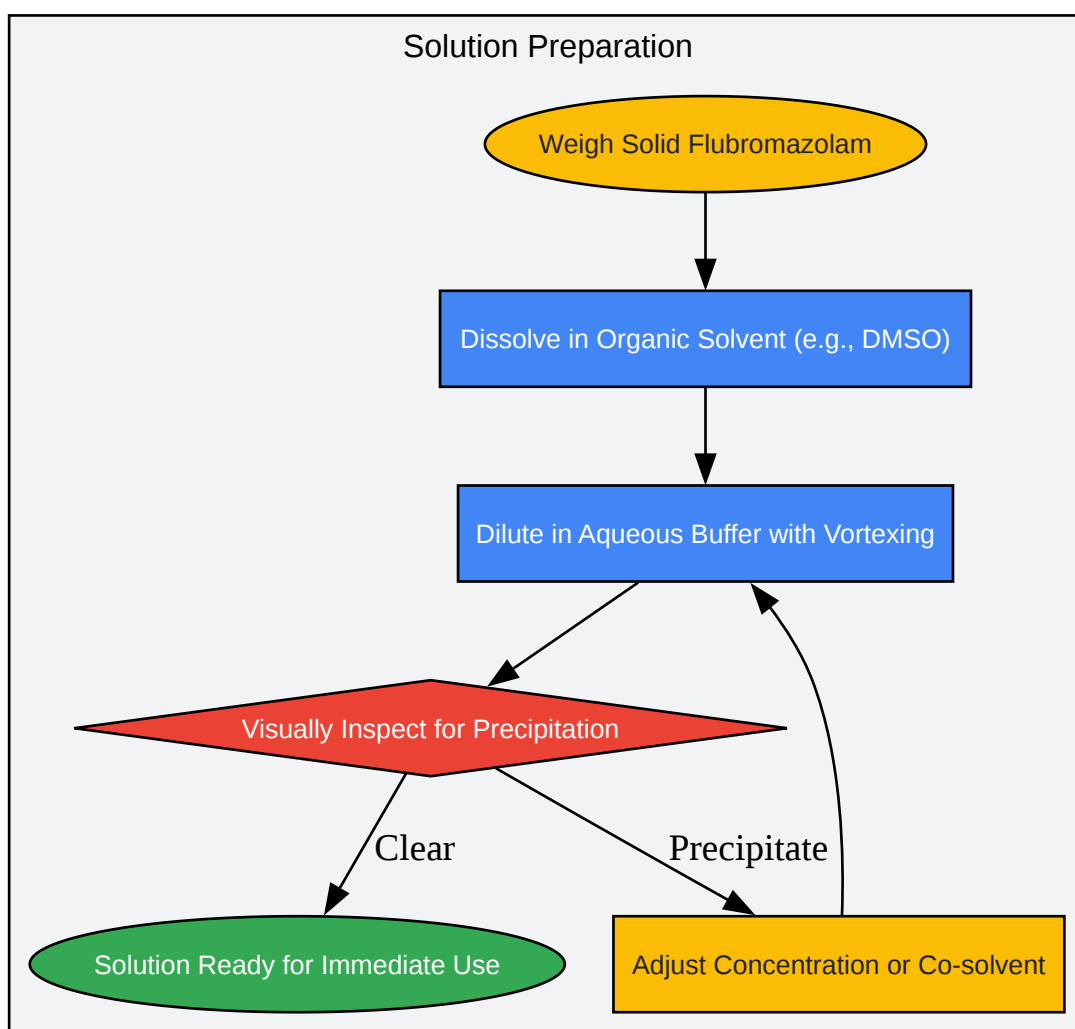 Solution Preparation
Weigh Solid Flubromazolam
Dissolve in Organic Solvent (e.g., DMSO)
Dilute in Aqueous Buffer with Vortexing
Visually Inspect for Precipitation
Clear
Precipitate
Solution Ready for Immediate Use
Adjust Concentration or Co-solvent